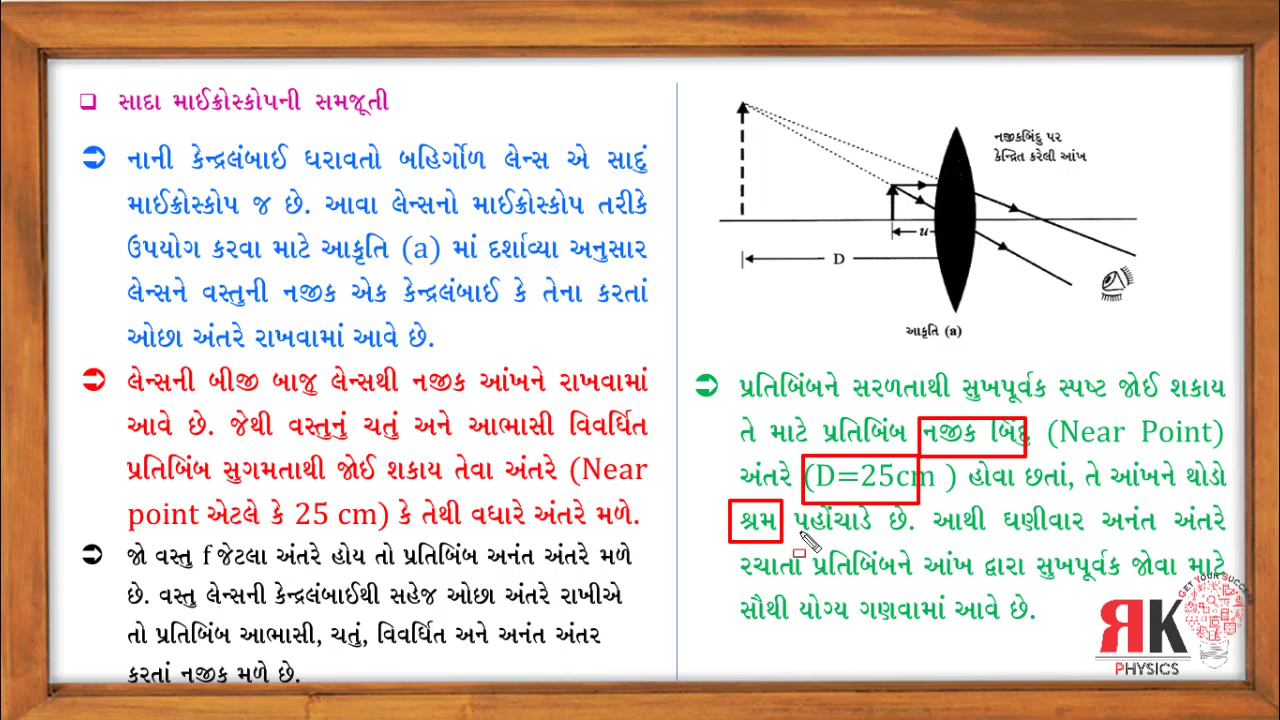 સાદા માઈક્રોસ્કોપની સમજૂતી
નાની કેન્દ્રલંબાઈ ધરાવતો બહિર્ગોળ લેન્સ એ સાદું
માઈક્રોસ્કોપ જ છે. આવા લેન્સનો માઈક્રોસ્કોપ તરીકે
ઉપયોગ કરવા માટે આકૃતિ (a) માં દર્શાવ્યા અનુસાર
લેન્સને વસ્તુની નજીક એક કેન્દ્રલંબાઈ કે તેના કરતાં
ઓછા અંતરે રાખવામાં આવે છે.
લેન્સની બીજી બાજુ લેન્સથી નજીક આંખને રાખવામાં
આવે છે. જેથી વસ્તુનું ચતું અને આભાસી વિવર્ધિત
પ્રતિબિંબ સુગમતાથી જોઈ શકાય તેવા અંતરે (Near
point એટલે કે 25 cm) કે તેથી વધારે અંતરે મળે.
જો વસ્તુ f જેટલા અંતરે હોય તો પ્રતિબિંબ અનંત અંતરે મળે
છે. વસ્તુ લેન્સની કેન્દ્રલંબાઈથી સહેજ ઓછા અંતરે રાખીએ
તો પ્રતિબિંબ આભાસી, ચતું, વિવર્ધિત અને અનંત અંતર
કરતાં નજીક મળે છે.
નજીકબિંદુ પર
કેન્દ્રિત કરેલી આંખ
u
D
આકૃતિ (a)
પ્રતિબિંબને સરળતાથી સુખપૂર્વક સ્પષ્ટ જોઈ શકાય
તે માટે પ્રતિબિંબ નજીક બિંદુ (Near Point)
અંતરે (D=25cm ) હોવા છતાં, તે આંખને થોડો
શ્રમ પહોંચાડે છે. આથી ઘણીવાર અનંત અંતરે
રચાતા પ્રતિબિંબને આંખ દ્વારા સુખપૂર્વક જોવા માટે
સૌથી યોગ્ય ગણવામાં આવે છે.
GET YOUR SUCCESS
RK
PHYSICS